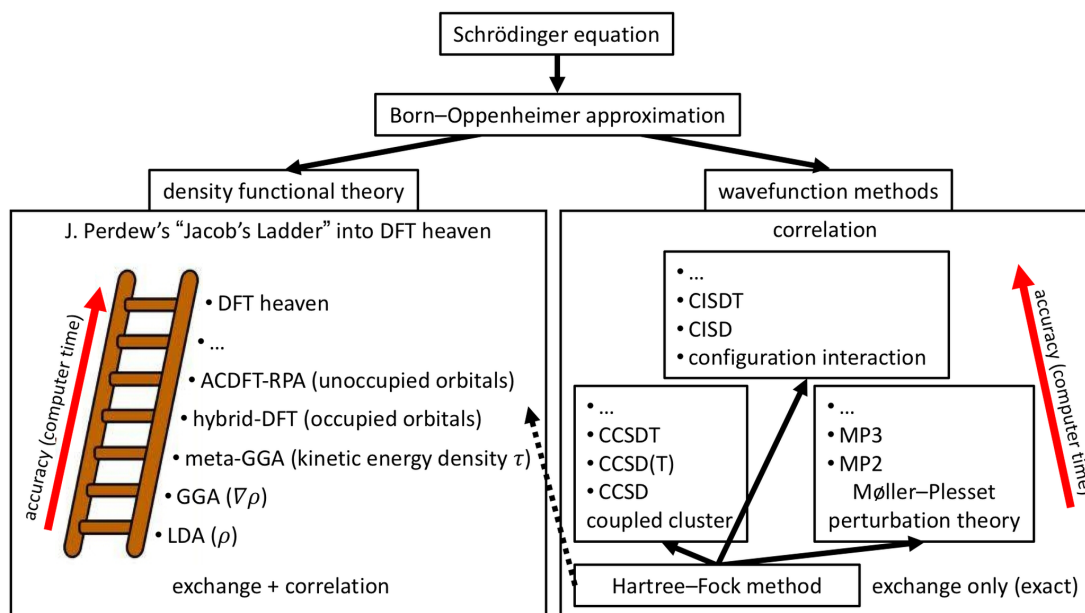 Schrödinger equation
Born–Oppenheimer approximation
density functional theory
wavefunction methods
J. Perdew’s “Jacob’s Ladder” into DFT heaven
accuracy (computer time)
• DFT heaven
• ...
• ACDFT-RPA (unoccupied orbitals)
• hybrid-DFT (occupied orbitals)
• meta-GGA (kinetic energy density τ)
• GGA (∇ρ)
• LDA (ρ)
exchange + correlation
correlation
• ...
• CISDT
• CISD
• configuration interaction
accuracy (computer time)
• ...
• CCSDT
• CCSD(T)
• CCSD
coupled cluster
• ...
• MP3
• MP2
Møller–Plesset
perturbation theory
Hartree–Fock method
exchange only (exact)